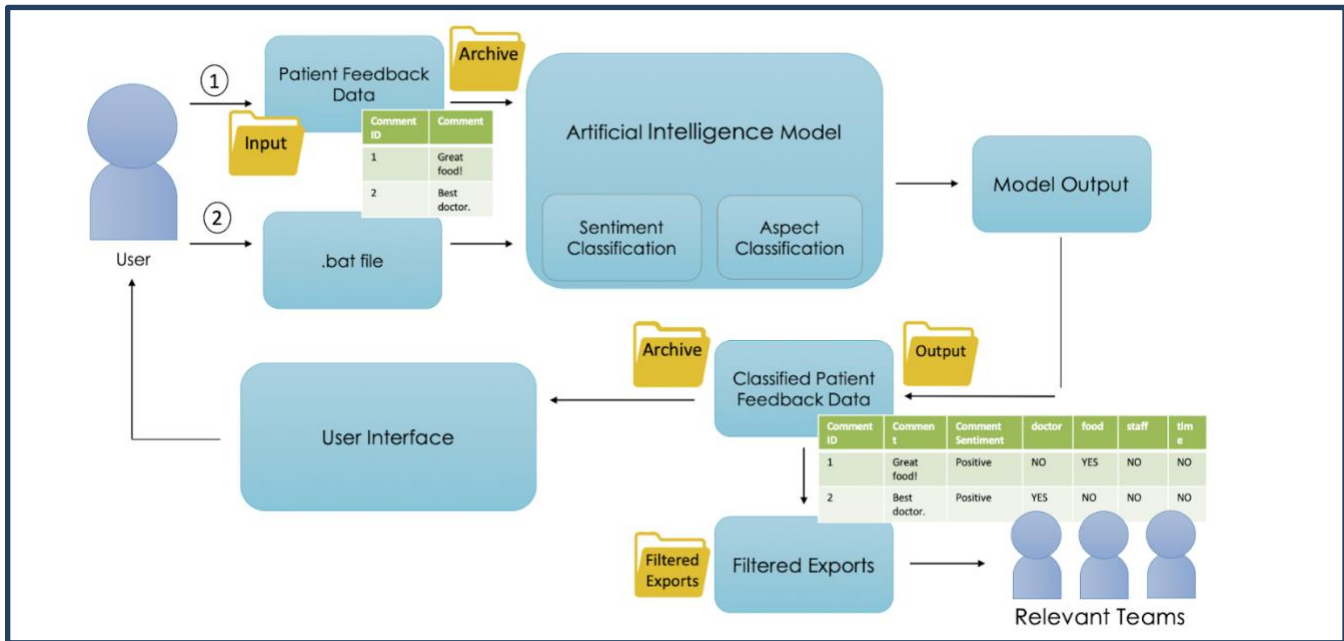 1
Patient Feedback
Data
Archive
Input
Comment
ID
Comment
1
Great
food!
2
Best
doctor.
Artificial Intelligence Model
Sentiment
Classification
Aspect
Classification
Model Output
2
.bat file
User
Archive
Output
Classified Patient
Feedback Data
User Interface
Comment
ID
Commen
t
Comment
Sentiment
doctor
food
staff
tim
e
1
Great
food!
Positive
NO
YES
NO
NO
2
Best
doctor.
Positive
YES
NO
NO
NO
Filtered
Exports
Filtered Exports
Relevant Teams